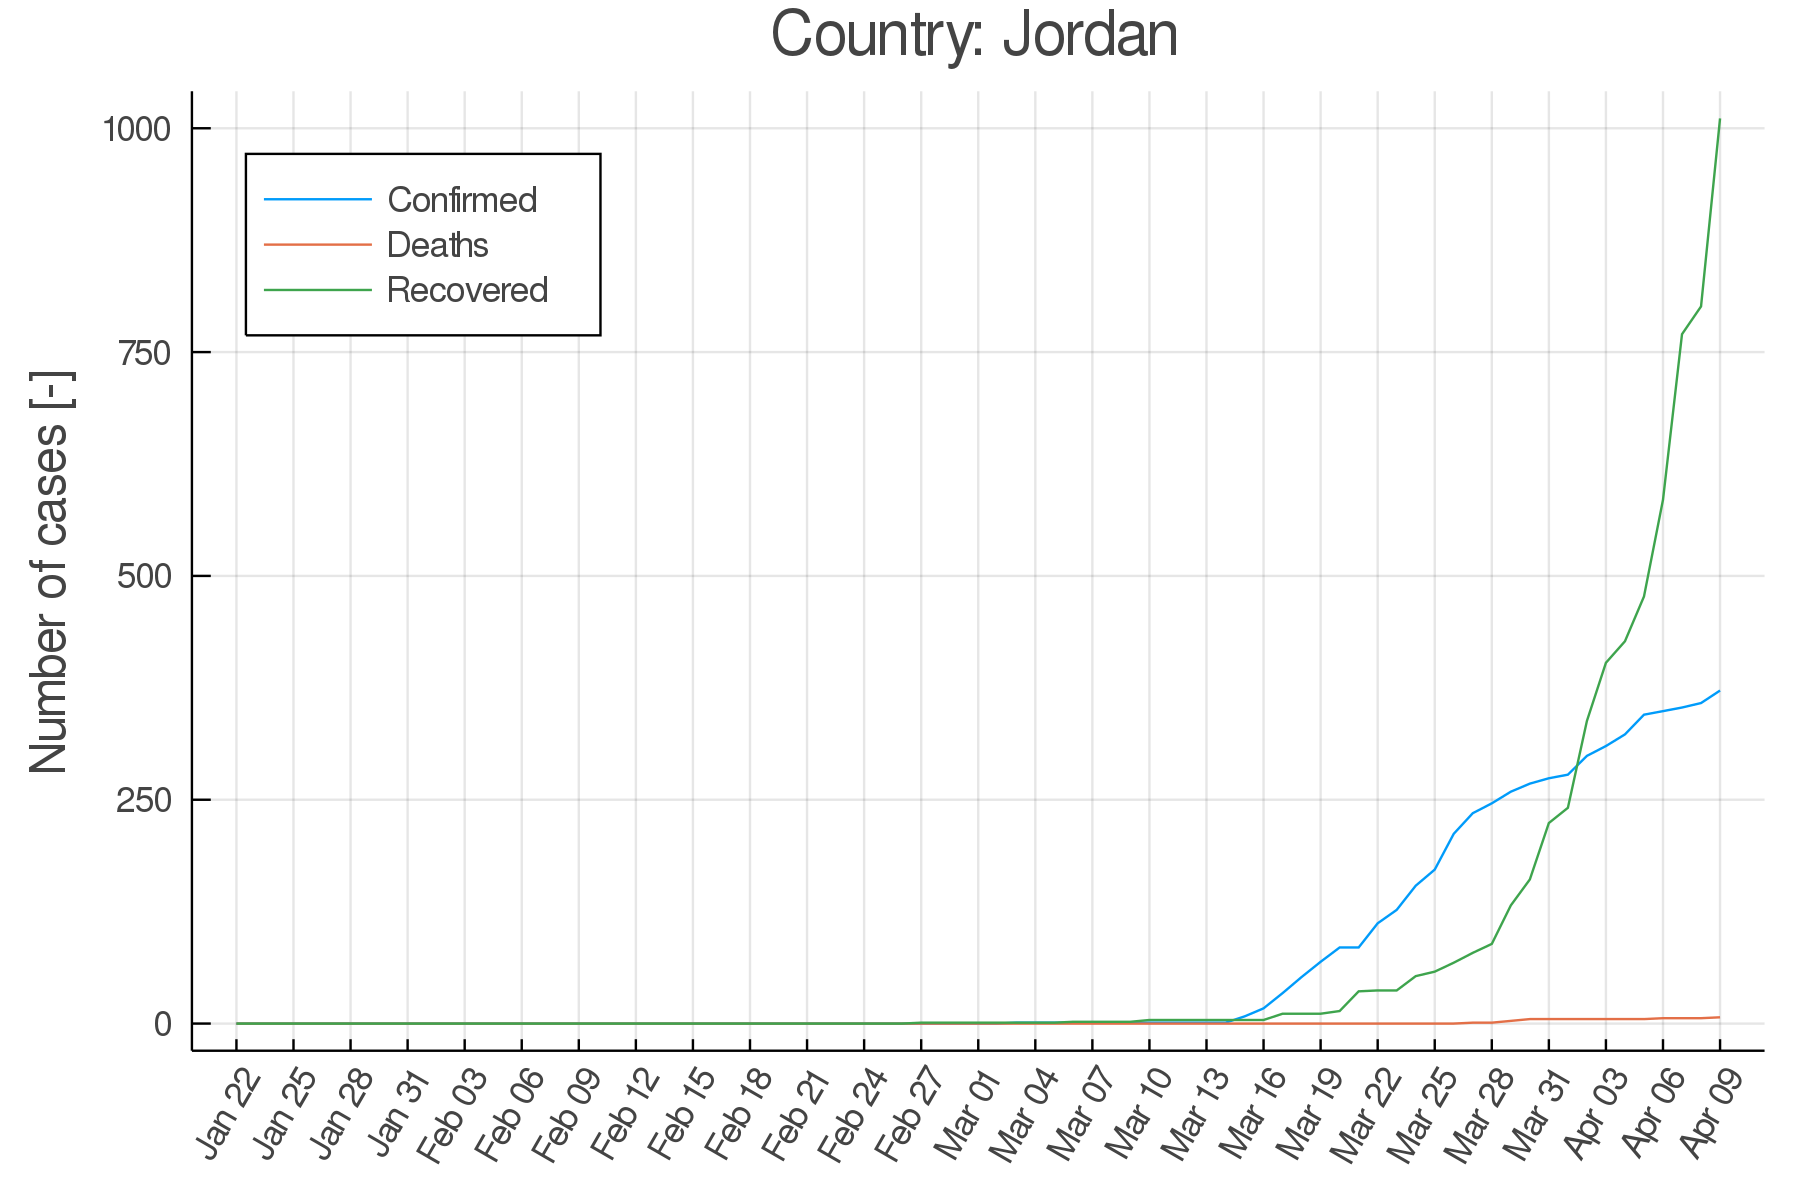 Country: Jordan
Number of cases [-]
1000
750
500
250
0
Confirmed
Deaths
Recovered
Jan 22
Jan 25
Jan 28
Jan 31
Feb 03
Feb 06
Feb 09
Feb 12
Feb 15
Feb 18
Feb 21
Feb 24
Feb 27
Mar 01
Mar 04
Mar 07
Mar 10
Mar 13
Mar 16
Mar 19
Mar 22
Mar 25
Mar 28
Mar 31
Apr 03
Apr 06
Apr 09